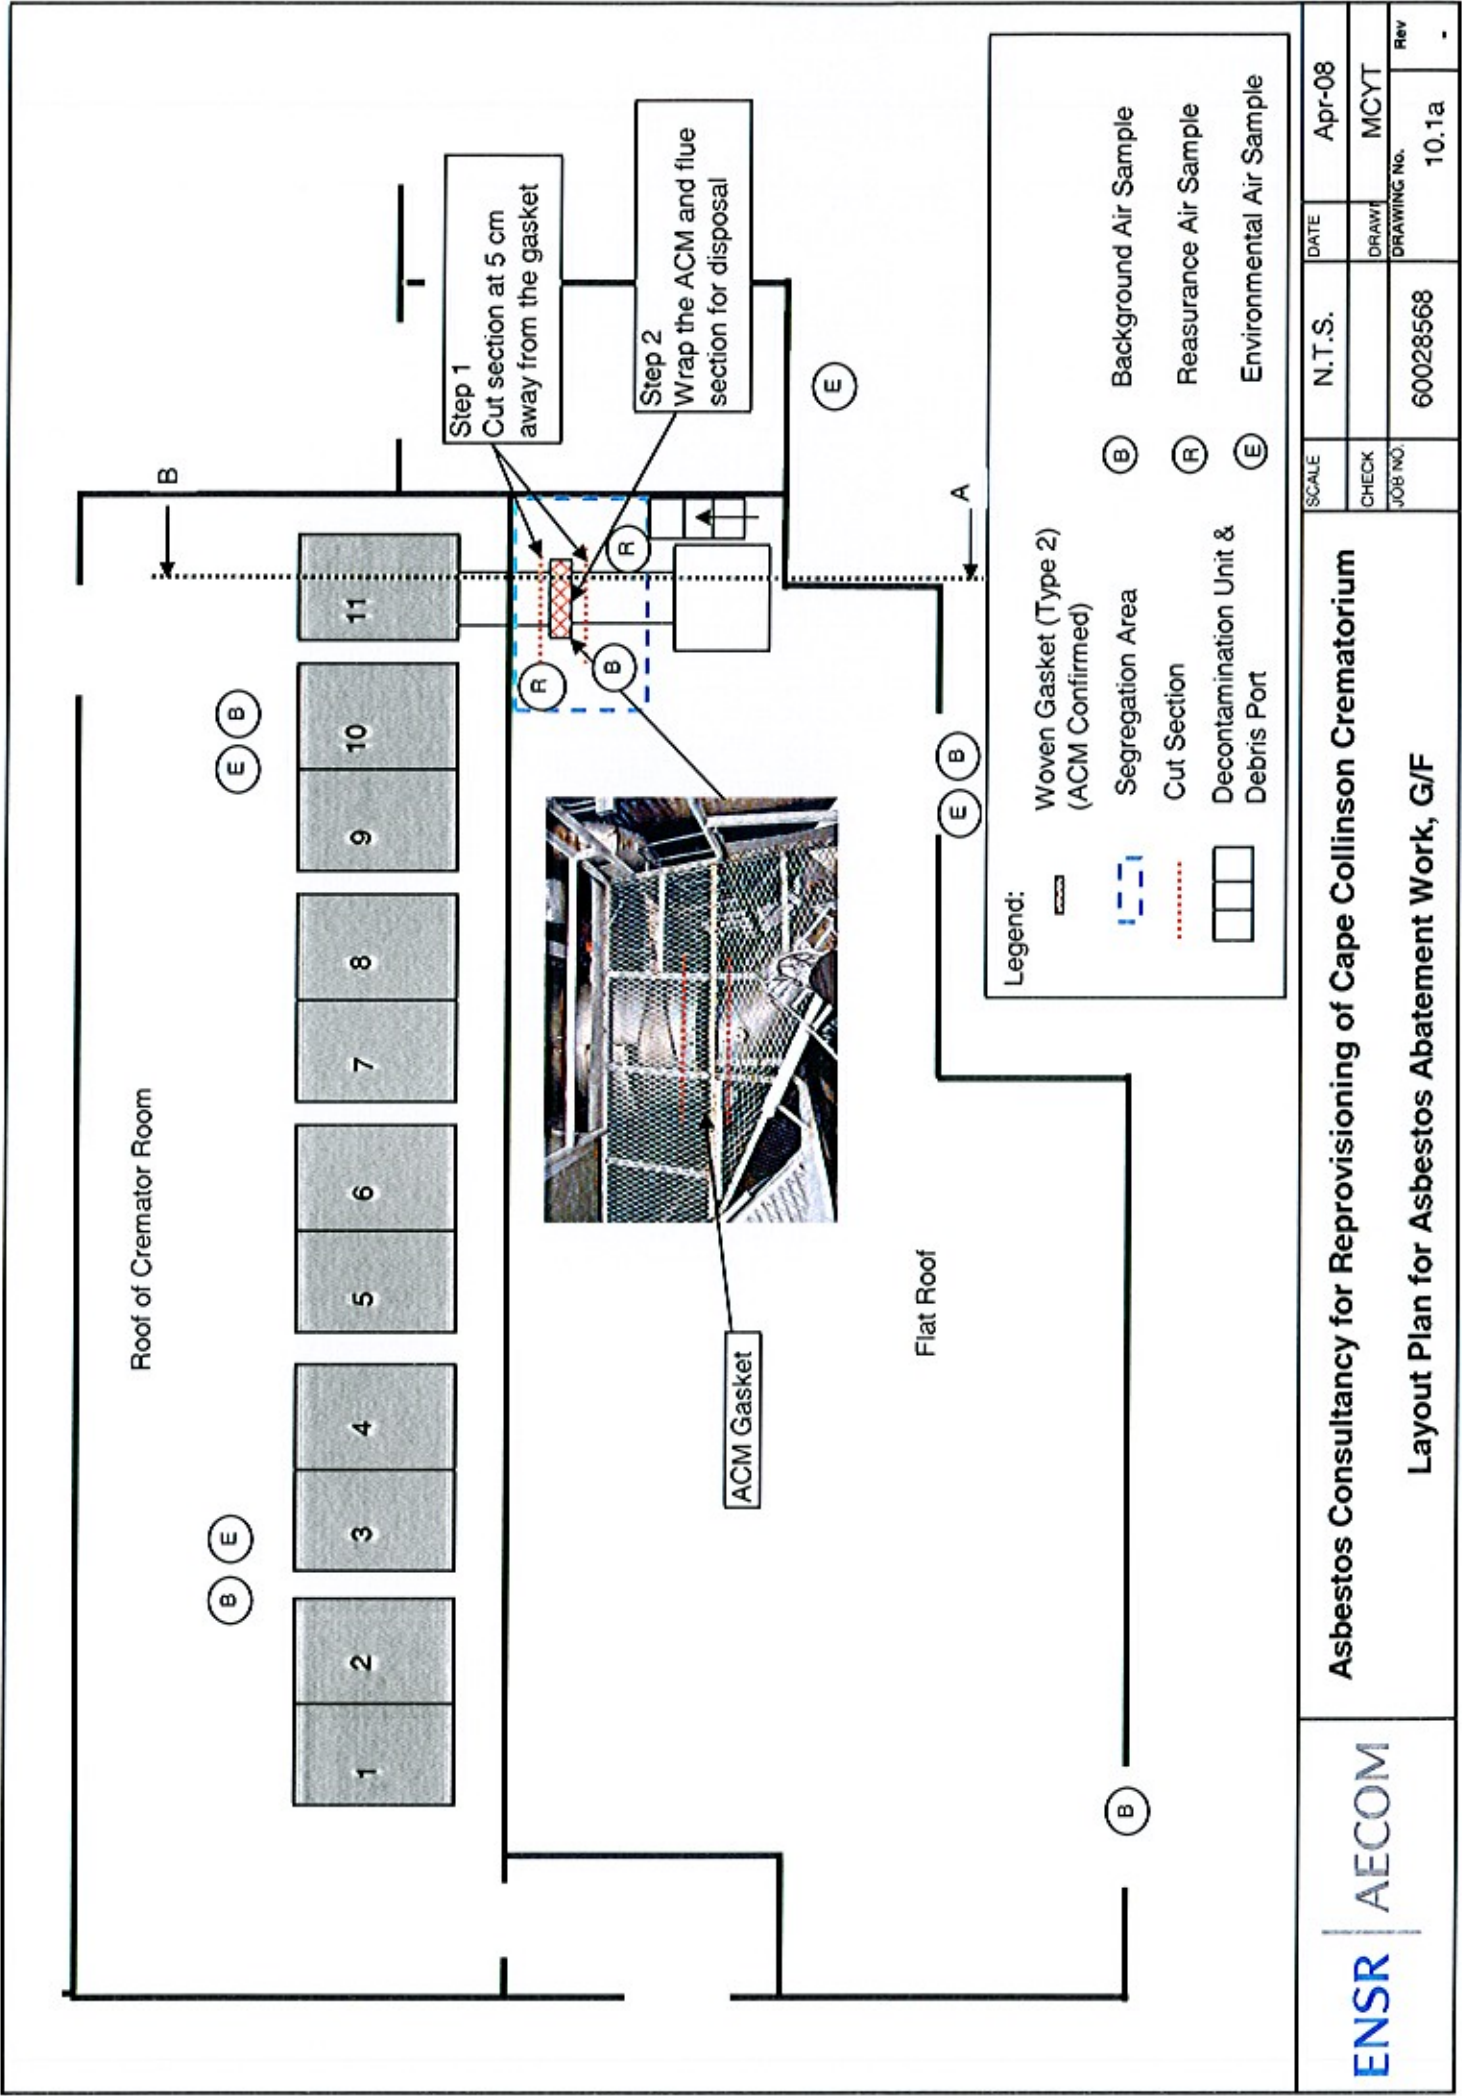 Roof of Cremator Room
B
E
E
B
1
2
3
4
5
6
7
8
9
10
11
B
Step 1
Cut section at 5 cm
away from the gasket
Step 2
Wrap the ACM and flue
section for disposal
R
B
R
E
ACM Gasket
Flat Roof
A
E
B
B
Legend:
Woven Gasket (Type 2)
(ACM Confirmed)
Segregation Area
Cut Section
Decontamination Unit &
Debris Port
B
Background Air Sample
R
Reasurance Air Sample
E
Environmental Air Sample
ENSR
AECOM
Asbestos Consultancy for Reprovisioning of Cape Collinson Crematorium
Layout Plan for Asbestos Abatement Work, G/F
SCALE
N.T.S.
DATE
Apr-08
CHECK
DRAWN
MCYT
JOB NO.
60028568
DRAWING No.
10.1a
Rev
-